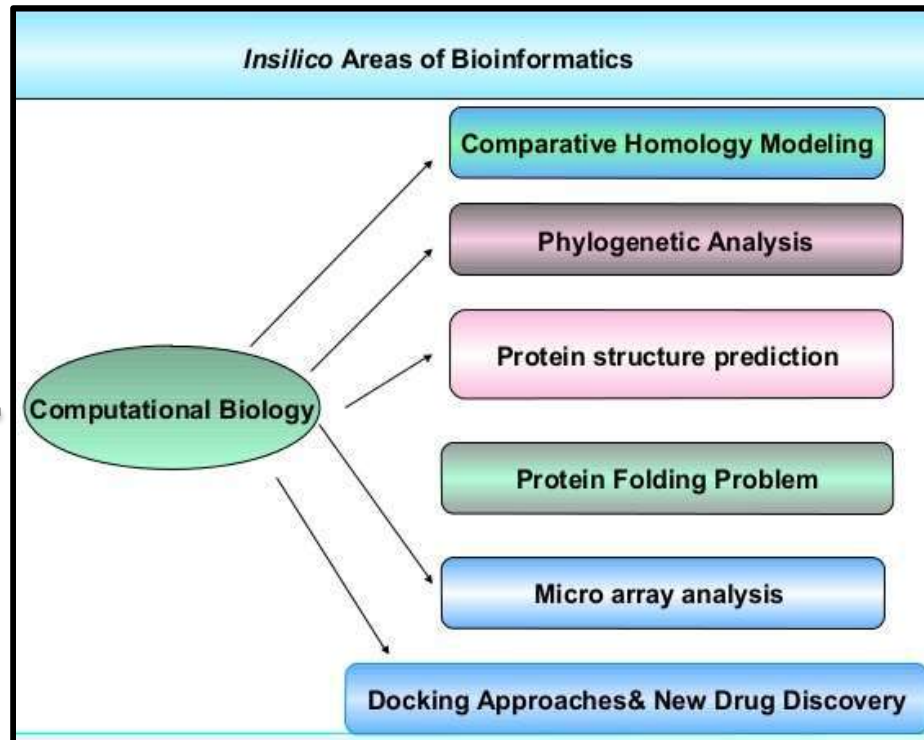 Insilico Areas of Bioinformatics
Comparative Homology Modeling
Phylogenetic Analysis
Protein structure prediction
Computational Biology
Protein Folding Problem
Micro array analysis
Docking Approaches& New Drug Discovery